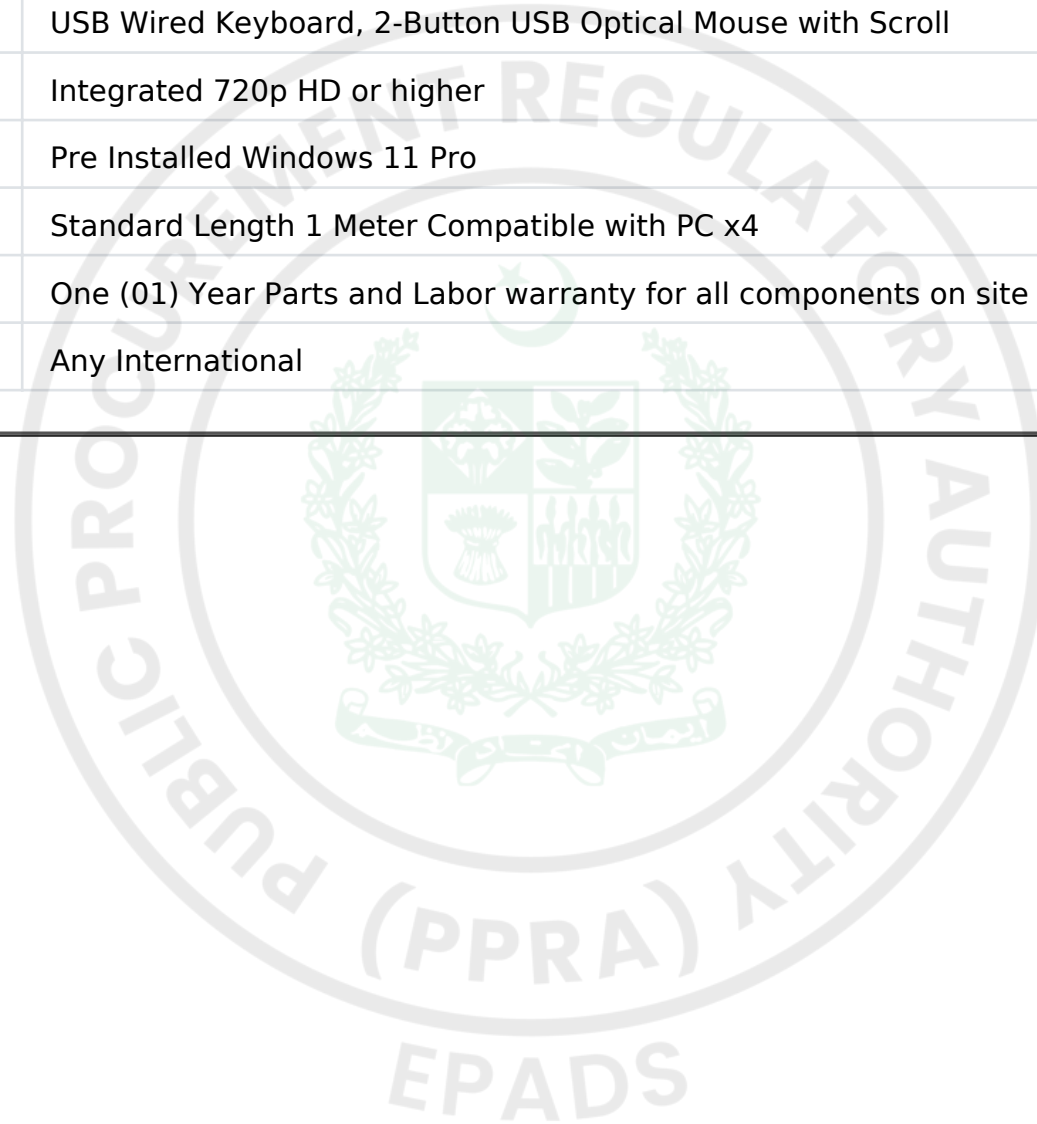 USB Wired Keyboard, 2-Button USB Optical Mouse with Scroll
Integrated 720p HD or higher
Pre Installed Windows 11 Pro
Standard Length 1 Meter Compatible with PC x4
One (01) Year Parts and Labor warranty for all components on site
Any International
PUBLIC PROCUREMENT REGULATORY AUTHORITY
(PPRA)
EPADS